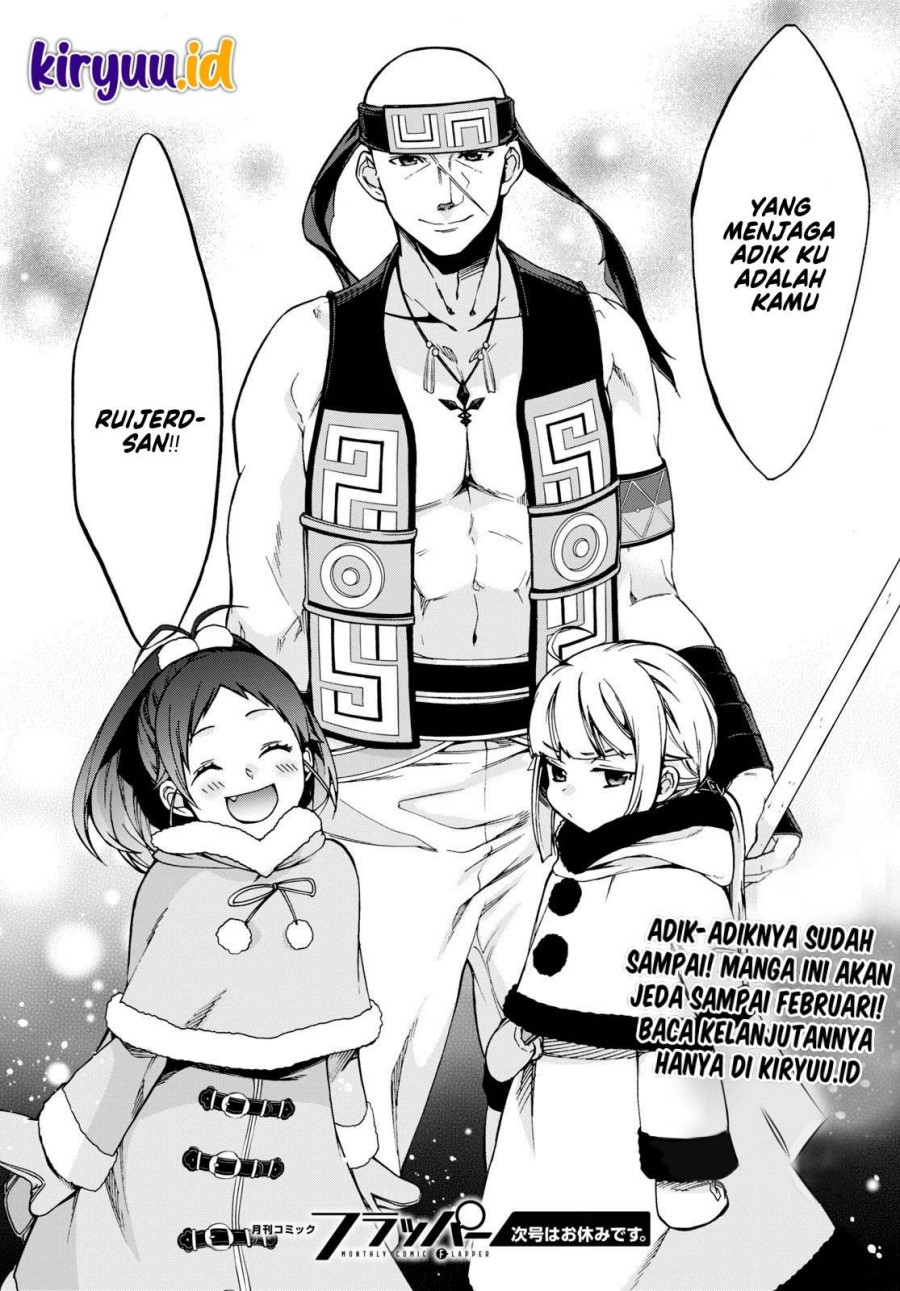 kiryuu.id
YANG
MENJAGA
ADIK KU
ADALAH
KAMU
RUIJERD-
SAN!!
ADIK-ADIKNYA SUDAH
SAMPAI! MANGA INI AKAN
JEDA SAMPAI FEBRUARI!
BACA KELANJUTANNYA
HANYA DI KIRYUU.ID
月刊コミック
フラッパー
MONTHLY COMIC FLAPPER
次号はお休みです。